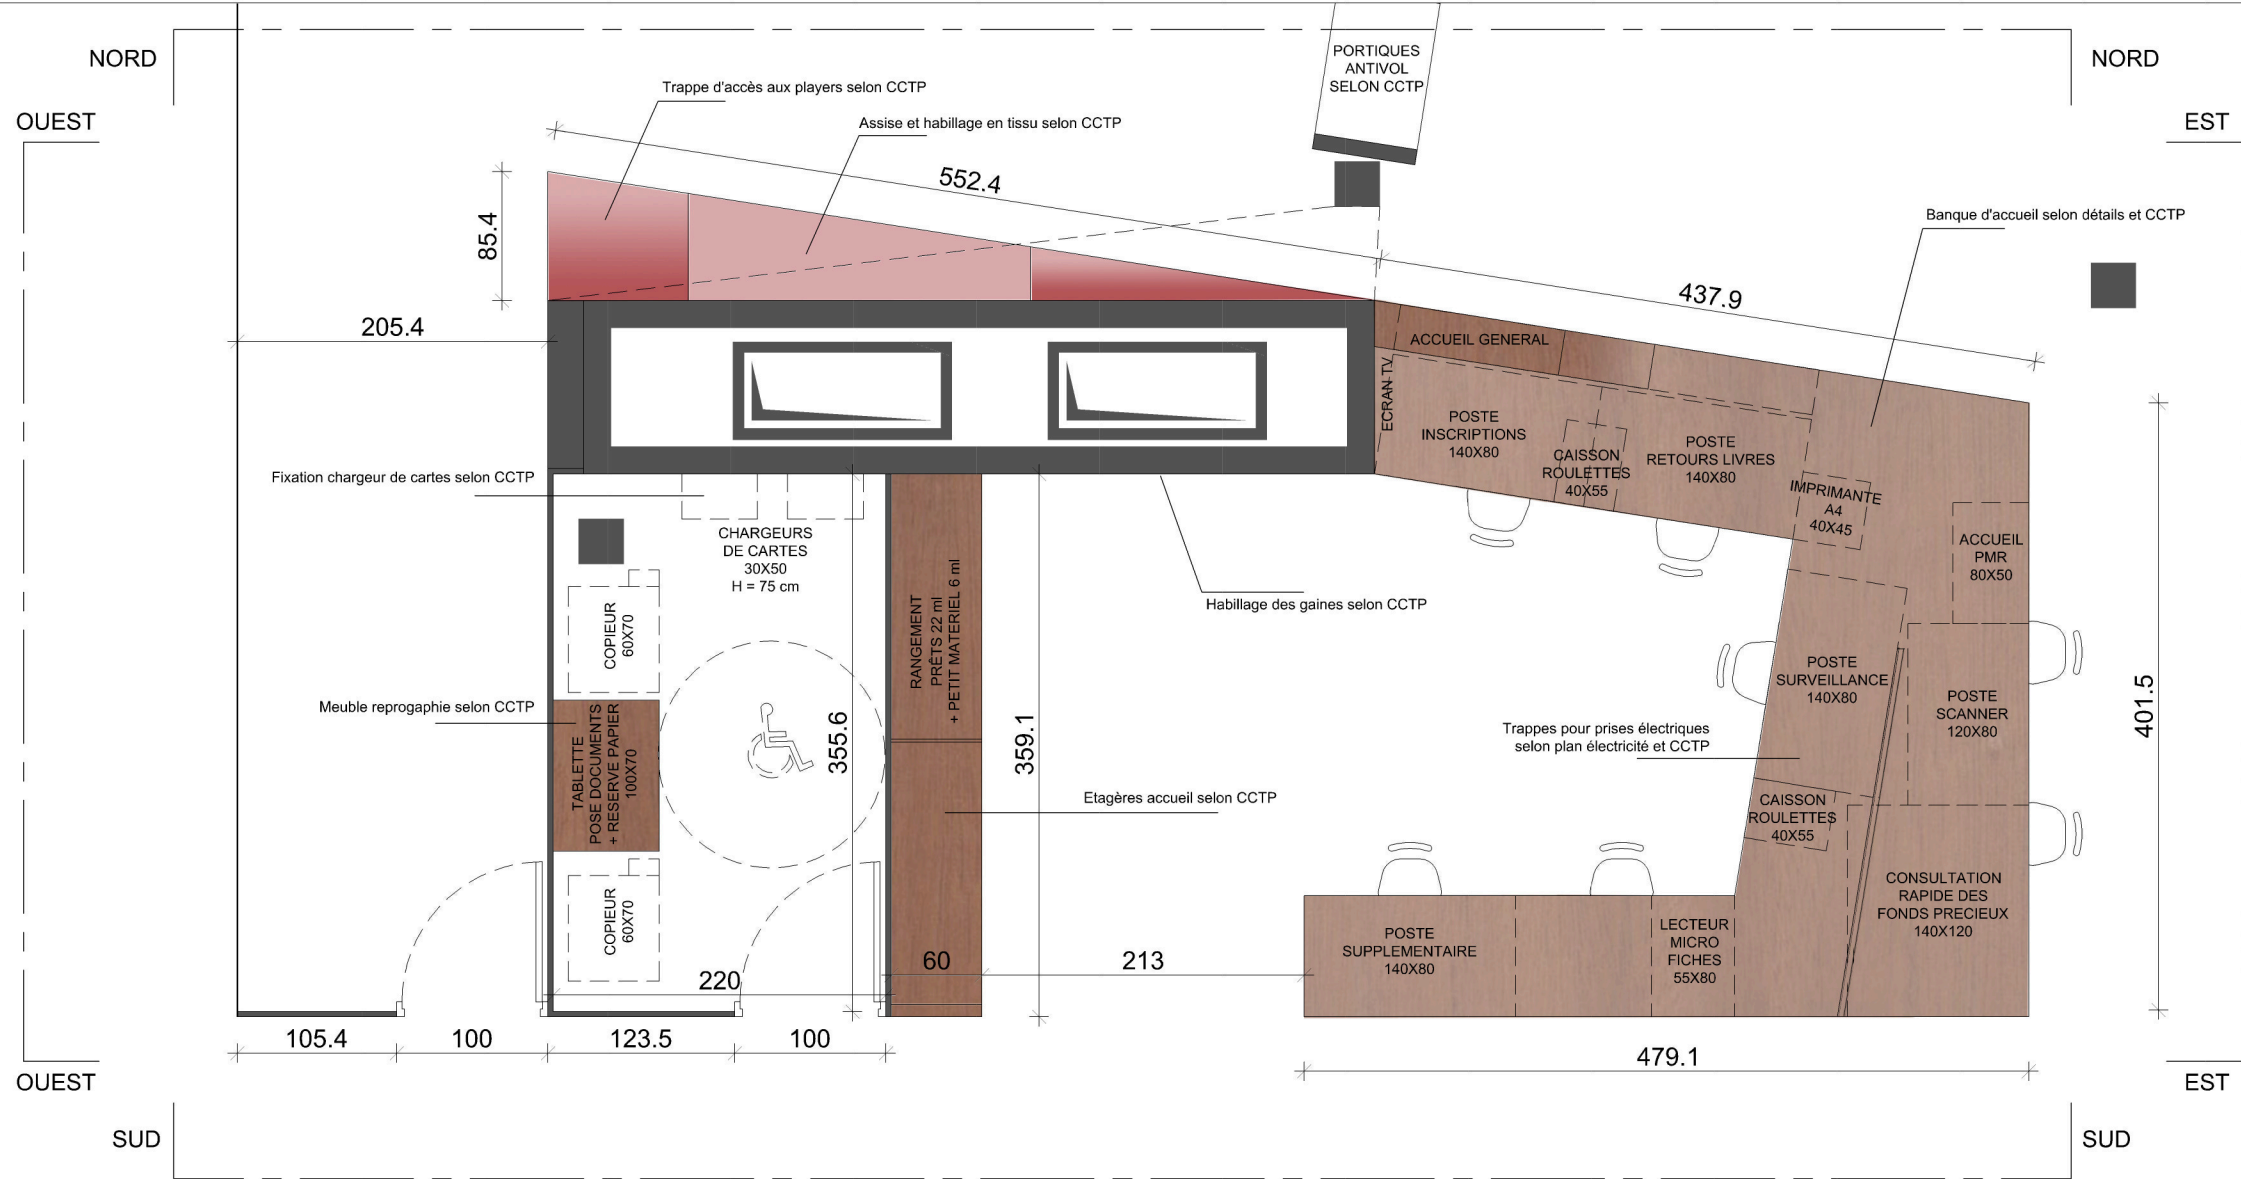 NORD
NORD
PORTIQUES
ANTIVOL
SELON CCTP
Trappe d'accès aux players selon CCTP
OUEST
Assise et habillage en tissu selon CCTP
EST
552.4
85.4
Banque d'accueil selon détails et CCTP
437.9
205.4
ACCUEIL GENERAL
ECRAN TV
POSTE
INSCRIPTIONS
140X80
CAISSON
ROULETTES
40X55
POSTE
RETOURS LIVRES
140X80
IMPRIMANTE
A4
40X45
Fixation chargeur de cartes selon CCTP
CHARGEURS
DE CARTES
30X50
H = 75 cm
ACCUEIL
PMR
80X50
COPIEUR
60X70
RANGEMENT
PRÊTS 22 ml
+ PETIT MATERIEL 6 ml
Habillage des gaines selon CCTP
POSTE
SURVEILLANCE
140X80
POSTE
SCANNER
120X80
401.5
Meuble reprogaphie selon CCTP
TABLETTE
POSE DOCUMENTS
+ RESERVE PAPIER
100X70
355.6
359.1
Trappes pour prises électriques
selon plan électricité et CCTP
Etagères accueil selon CCTP
CAISSON
ROULETTES
40X55
CONSULTATION
RAPIDE DES
FONDS PRECIEUX
140X120
COPIEUR
60X70
POSTE
SUPPLEMENTAIRE
140X80
LECTEUR
MICRO
FICHES
55X80
220
60
213
105.4
100
123.5
100
479.1
OUEST
EST
SUD
SUD